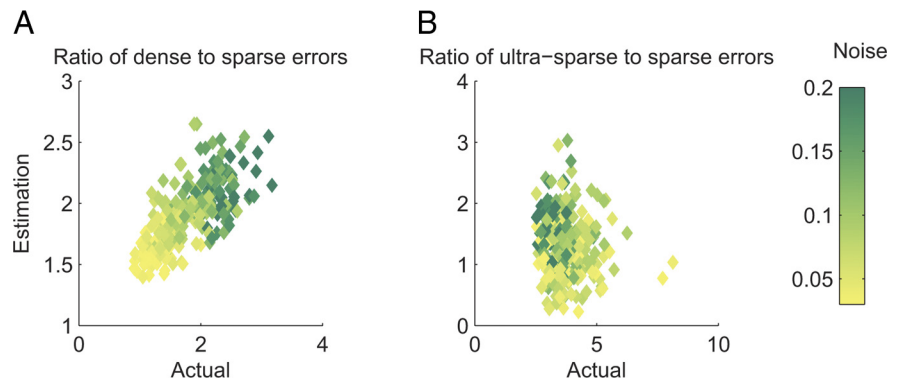 A
Ratio of dense to sparse errors
3
2.5
2
1.5
1
Estimation
0 2 4
Actual
B
Ratio of ultra-sparse to sparse errors
4
3
2
1
0
0 5 10
Actual
Noise
0.2
0.15
0.1
0.05